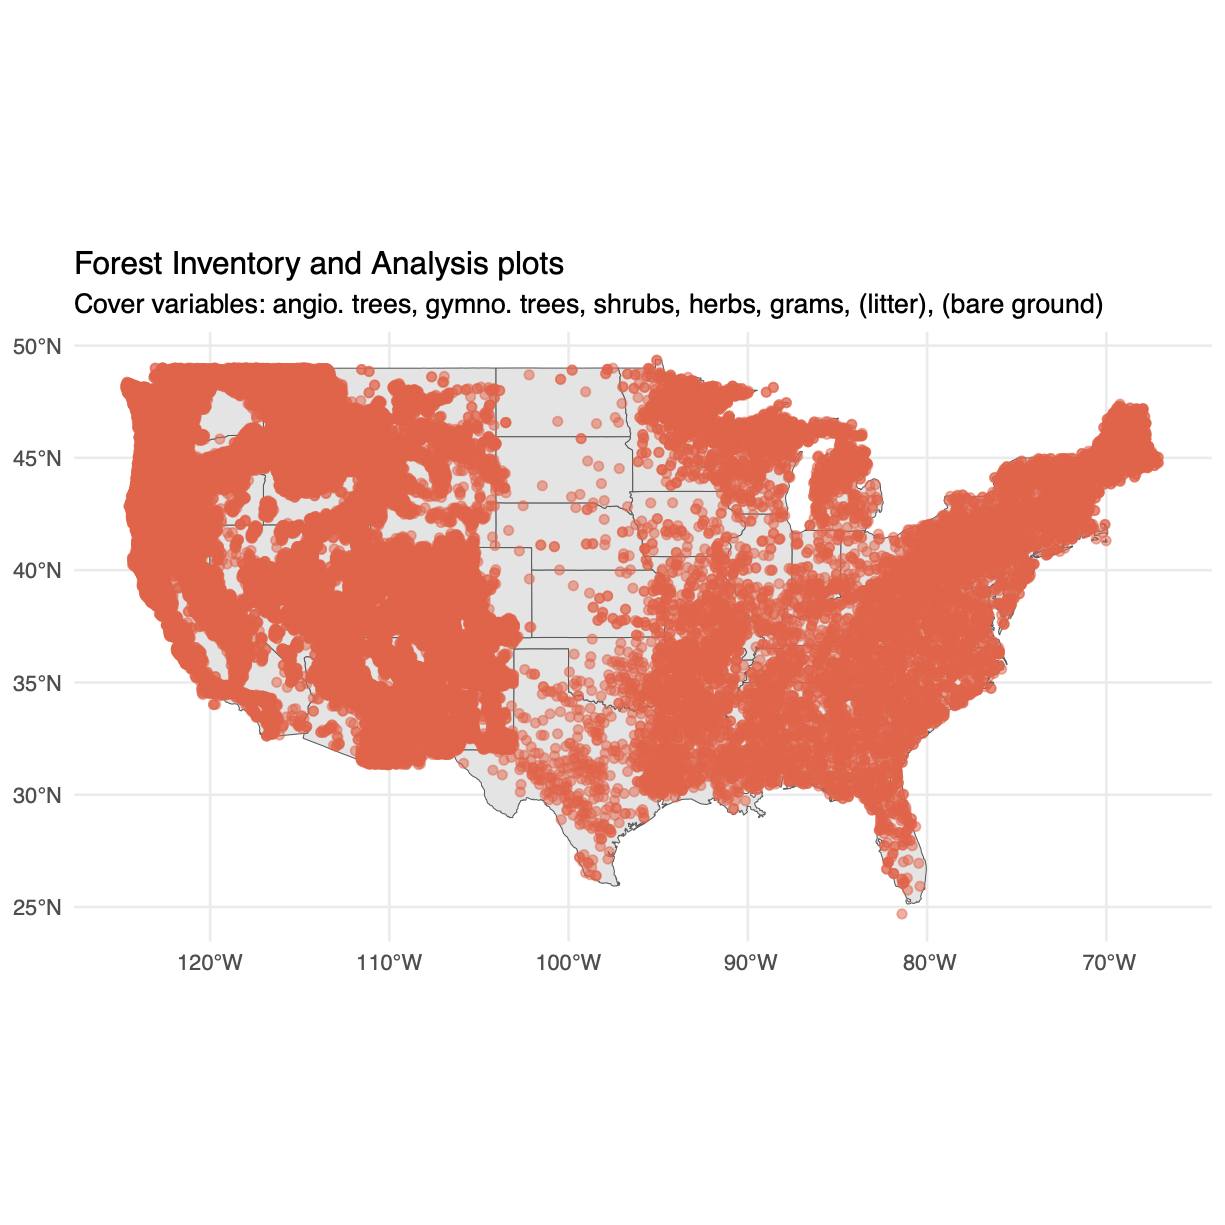 Forest Inventory and Analysis plots
Cover variables: angio. trees, gymno. trees, shrubs, herbs, grams, (litter), (bare ground)
50°N
45°N
40°N
35°N
30°N
25°N
120°W 110°W 100°W 90°W 80°W 70°W